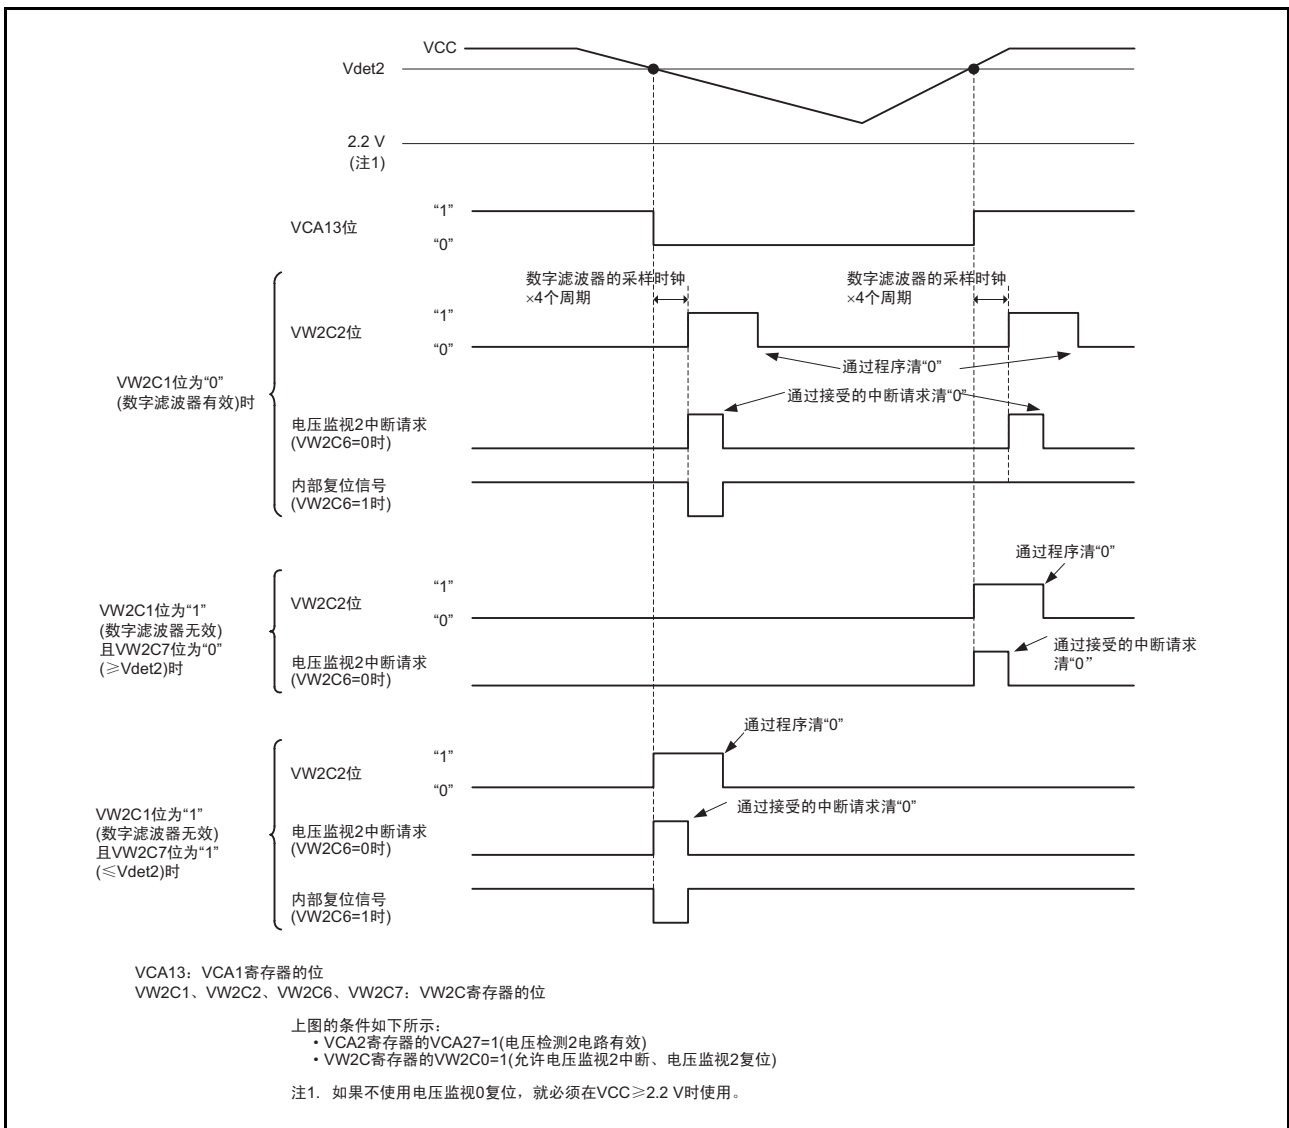 VCC
Vdet2
2.2 V
(注1)
VCA13位
“1”
“0”
数字滤波器的采样时钟
×4个周期
数字滤波器的采样时钟
×4个周期
VW2C1位为“0”
(数字滤波器有效)时
VW2C2位
“1”
“0”
通过程序清“0”
通过接受的中断请求清“0”
电压监视2中断请求
(VW2C6=0时)
内部复位信号
(VW2C6=1时)
VW2C1位为“1”
(数字滤波器无效)
且VW2C7位为“0”
(≥Vdet2)时
VW2C2位
“1”
“0”
通过程序清“0”
电压监视2中断请求
(VW2C6=0时)
通过接受的中断请求
清“0”
VW2C1位为“1”
(数字滤波器无效)
且VW2C7位为“1”
(≤Vdet2)时
VW2C2位
“1”
“0”
通过程序清“0”
电压监视2中断请求
(VW2C6=0时)
通过接受的中断请求清“0”
内部复位信号
(VW2C6=1时)
VCA13：VCA1寄存器的位
VW2C1、VW2C2、VW2C6、VW2C7：VW2C寄存器的位
上图的条件如下所示：
• VCA2寄存器的VCA27=1(电压检测2电路有效)
• VW2C寄存器的VW2C0=1(允许电压监视2中断、电压监视2复位)
注1. 如果不使用电压监视0复位，就必须在VCC≥2.2 V时使用。